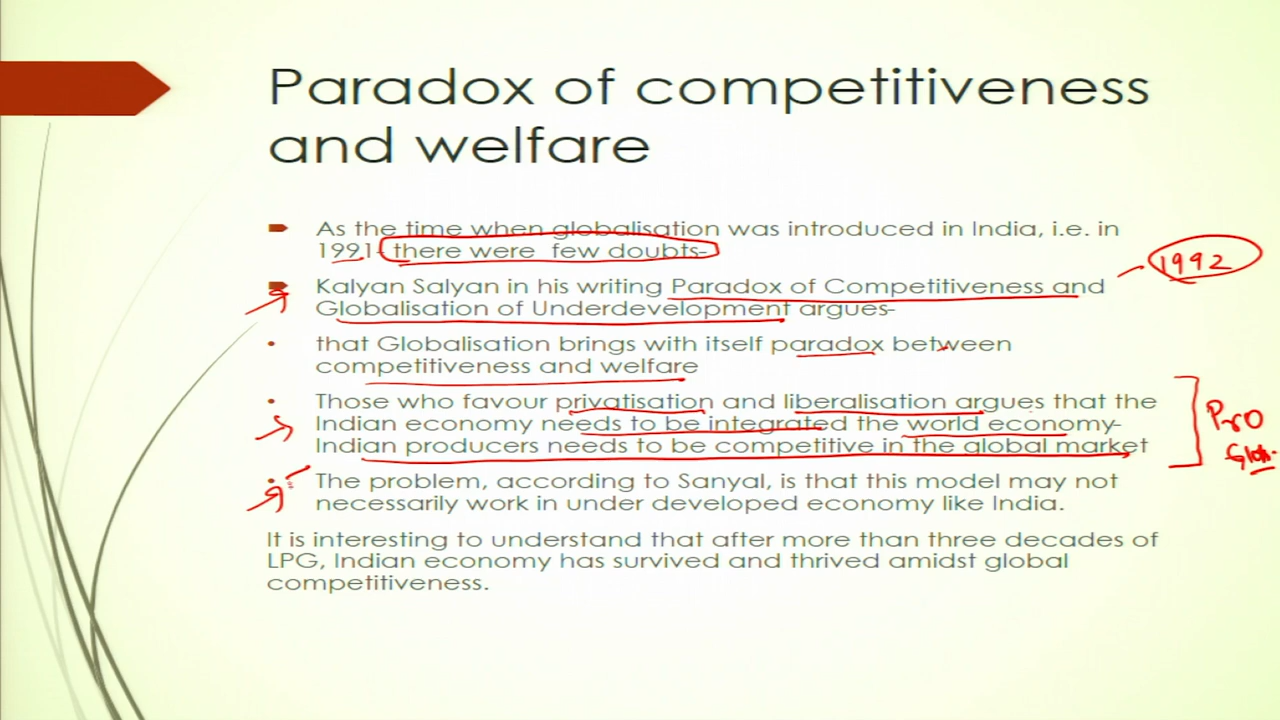 Paradox of competitiveness
and welfare
As the time when globalisation was introduced in India, i.e. in
1991- there were few doubts-
1992
Kalyan Salyan in his writing Paradox of Competitiveness and
Globalisation of Underdevelopment argues-
that Globalisation brings with itself paradox between
competitiveness and welfare
Those who favour privatisation and liberalisation argues that the
Indian economy needs to be integrated the world economy-
Indian producers needs to be competitive in the global market
Pro
The problem, according to Sanyal, is that this model may not
necessarily work in under developed economy like India.
It is interesting to understand that after more than three decades of
LPG, Indian economy has survived and thrived amidst global
competitiveness.